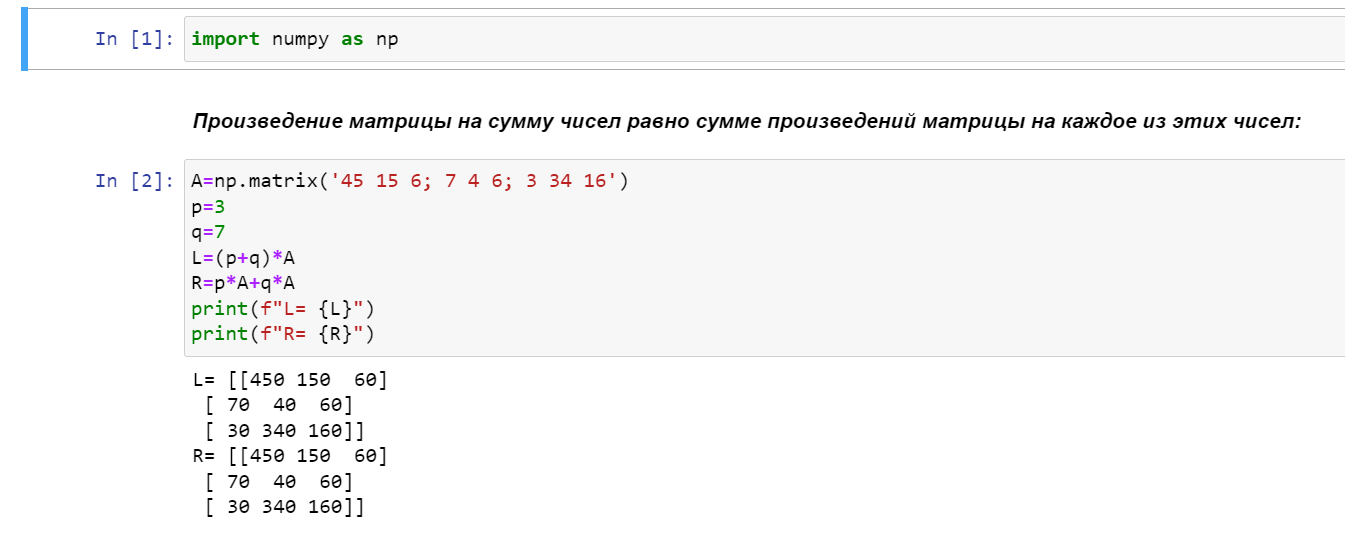 In [1]: import numpy as np
Произведение матрицы на сумму чисел равно сумме произведений матрицы на каждое из этих чисел:
In [2]: A=np.matrix('45 15 6; 7 4 6; 3 34 16')
p=3
q=7
L=(p+q)*A
R=p*A+q*A
print(f"L= {L}")
print(f"R= {R}")
L= [[450 150  60]
 [ 70  40  60]
 [ 30 340 160]]
R= [[450 150  60]
 [ 70  40  60]
 [ 30 340 160]]